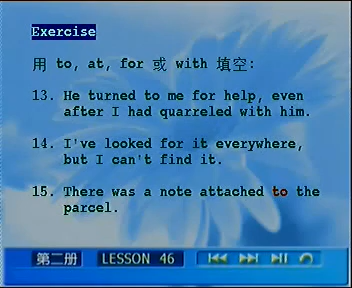 Exercise
用 to, at, for 或 with 填空:
13. He turned to me for help, even
after I had quarreled with him.
14. I've looked for it everywhere,
but I can't find it.
15. There was a note attached to the
parcel.
第二册 LESSON 46